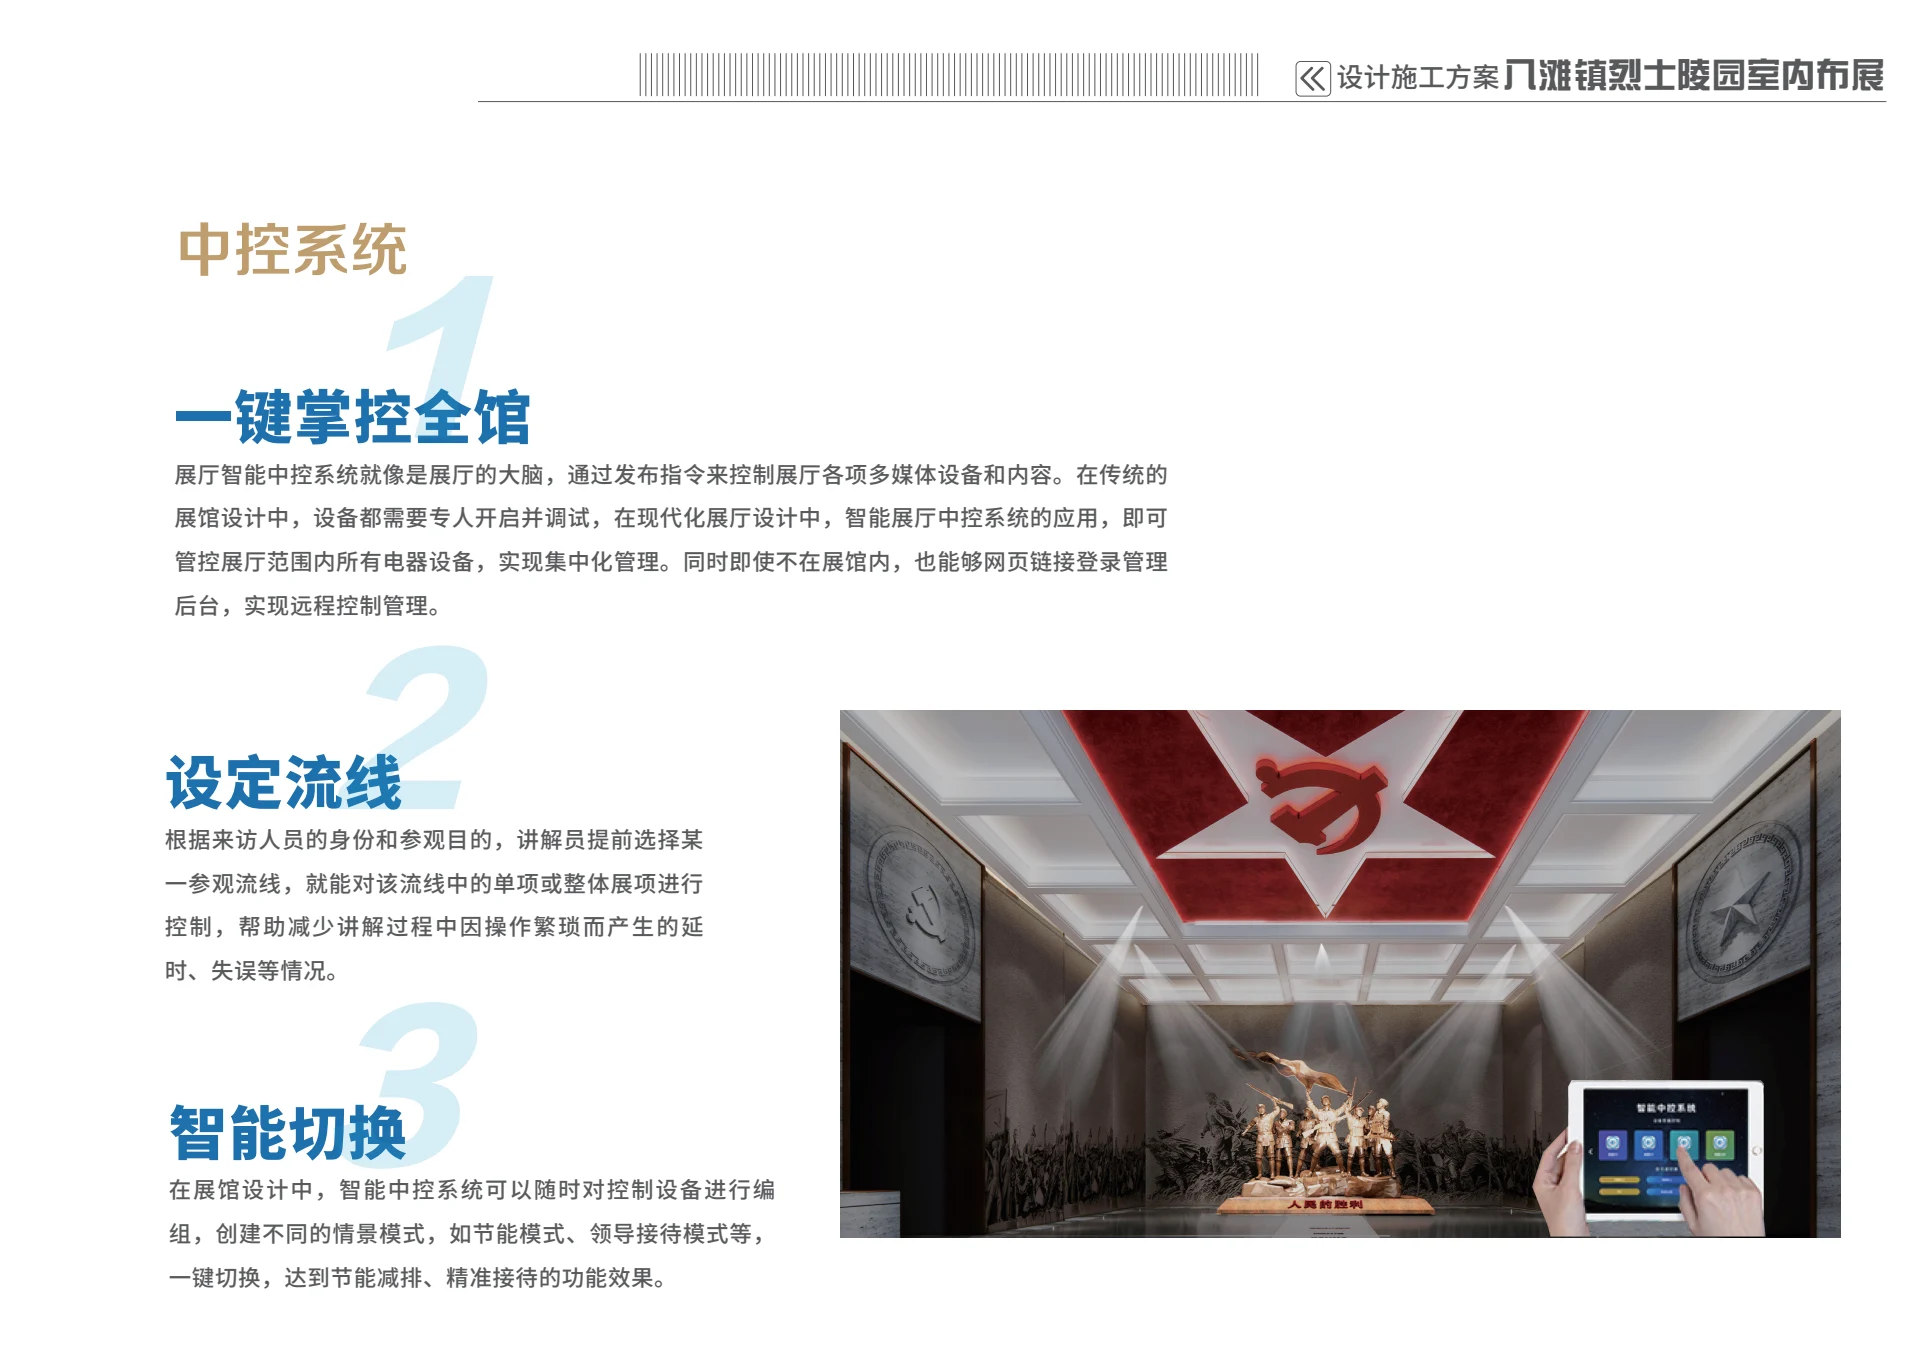 设计施工方案 八滩镇烈士陵园室内布展
中控系统
1
一键掌控全馆
展厅智能中控系统就像是展厅的大脑，通过发布指令来控制展厅各项多媒体设备和内容。在传统的
展馆设计中，设备都需要专人开启并调试，在现代化展厅设计中，智能展厅中控系统的应用，即可
管控展厅范围内所有电器设备，实现集中化管理。同时即使不在展馆内，也能够网页链接登录管理
后台，实现远程控制管理。
2
设定流线
根据来访人员的身份和参观目的，讲解员提前选择某
一参观流线，就能对该流线中的单项或整体展项进行
控制，帮助减少讲解过程中因操作繁琐而产生的延
时、失误等情况。
3
智能切换
在展馆设计中，智能中控系统可以随时对控制设备进行编
组，创建不同的情景模式，如节能模式、领导接待模式等，
一键切换，达到节能减排、精准接待的功能效果。
人民的胜利
智能中控系统